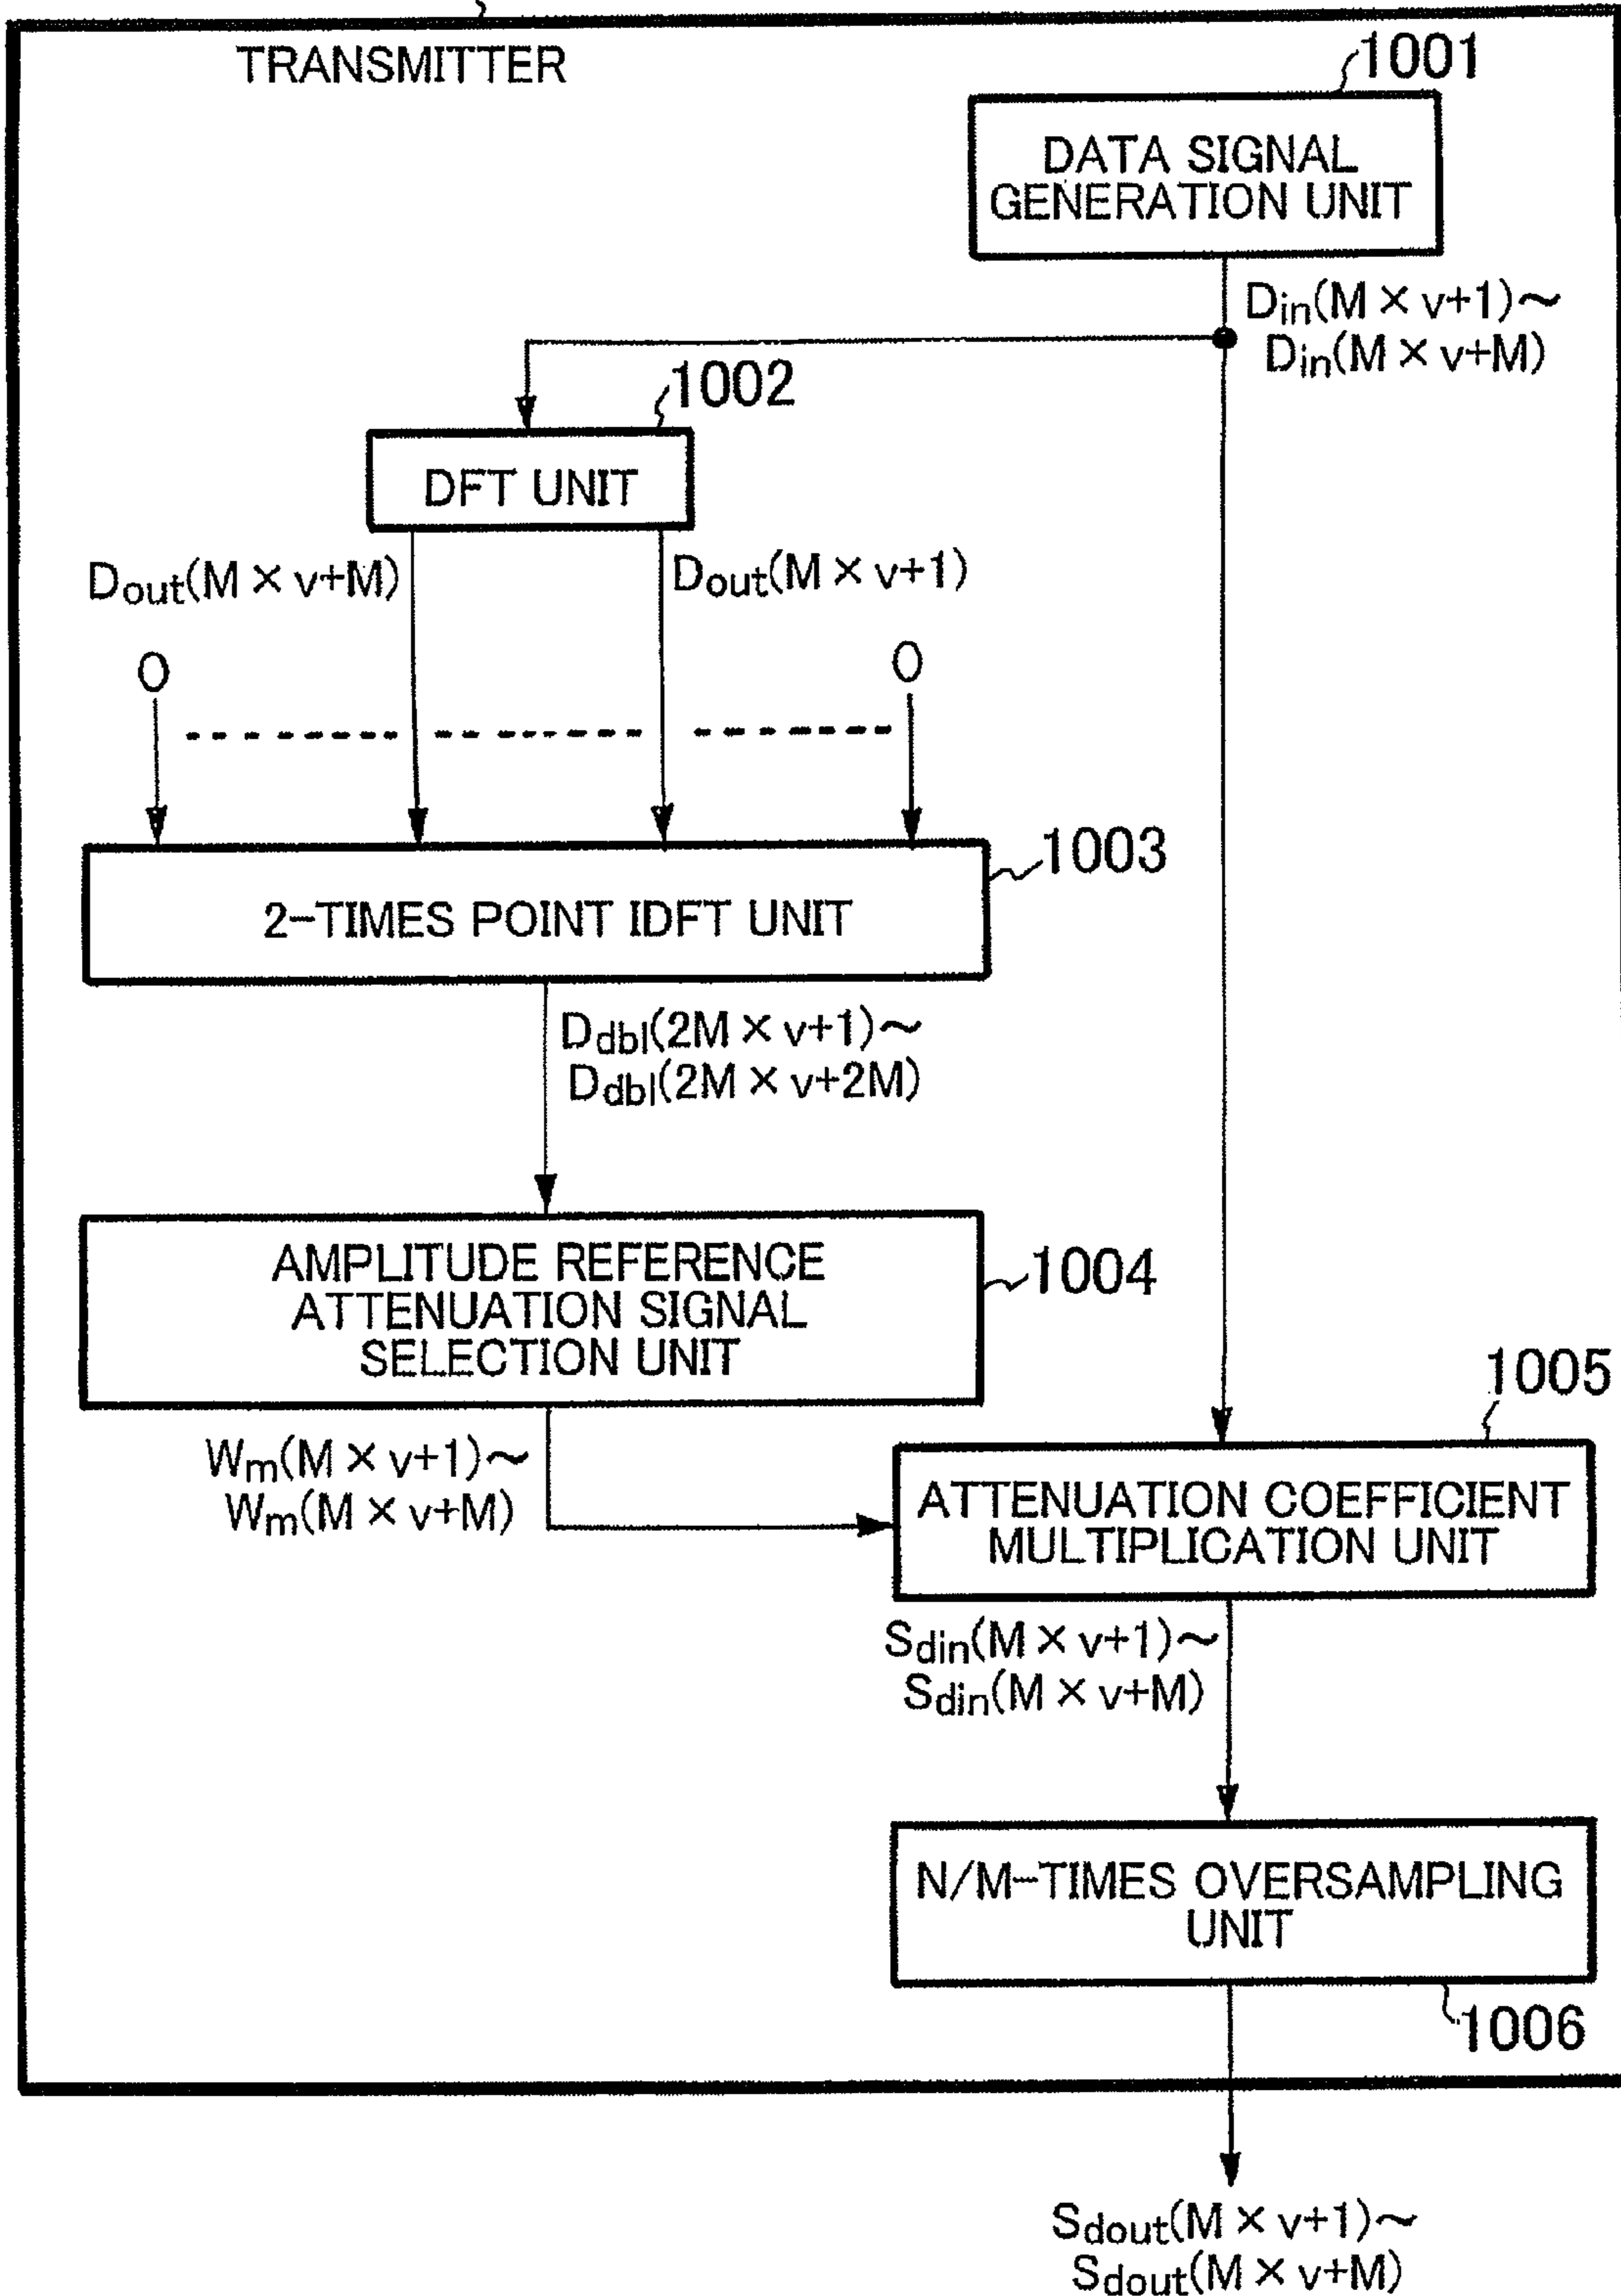 TRANSMITTER
1001
DATA SIGNAL
GENERATION UNIT
Din(M × v+1)~
Din(M × v+M)
1002
DFT UNIT
Dout(M × v+M)
Dout(M × v+1)
0
0
1003
2-TIMES POINT IDFT UNIT
Ddbl(2M × v+1)~
Ddbl(2M × v+2M)
AMPLITUDE REFERENCE
ATTENUATION SIGNAL
SELECTION UNIT
1004
1005
Wm(M × v+1)~
Wm(M × v+M)
ATTENUATION COEFFICIENT
MULTIPLICATION UNIT
Sdin(M × v+1)~
Sdin(M × v+M)
N/M-TIMES OVERSAMPLING
UNIT
1006
Sdout(M × v+1)~
Sdout(M × v+M)